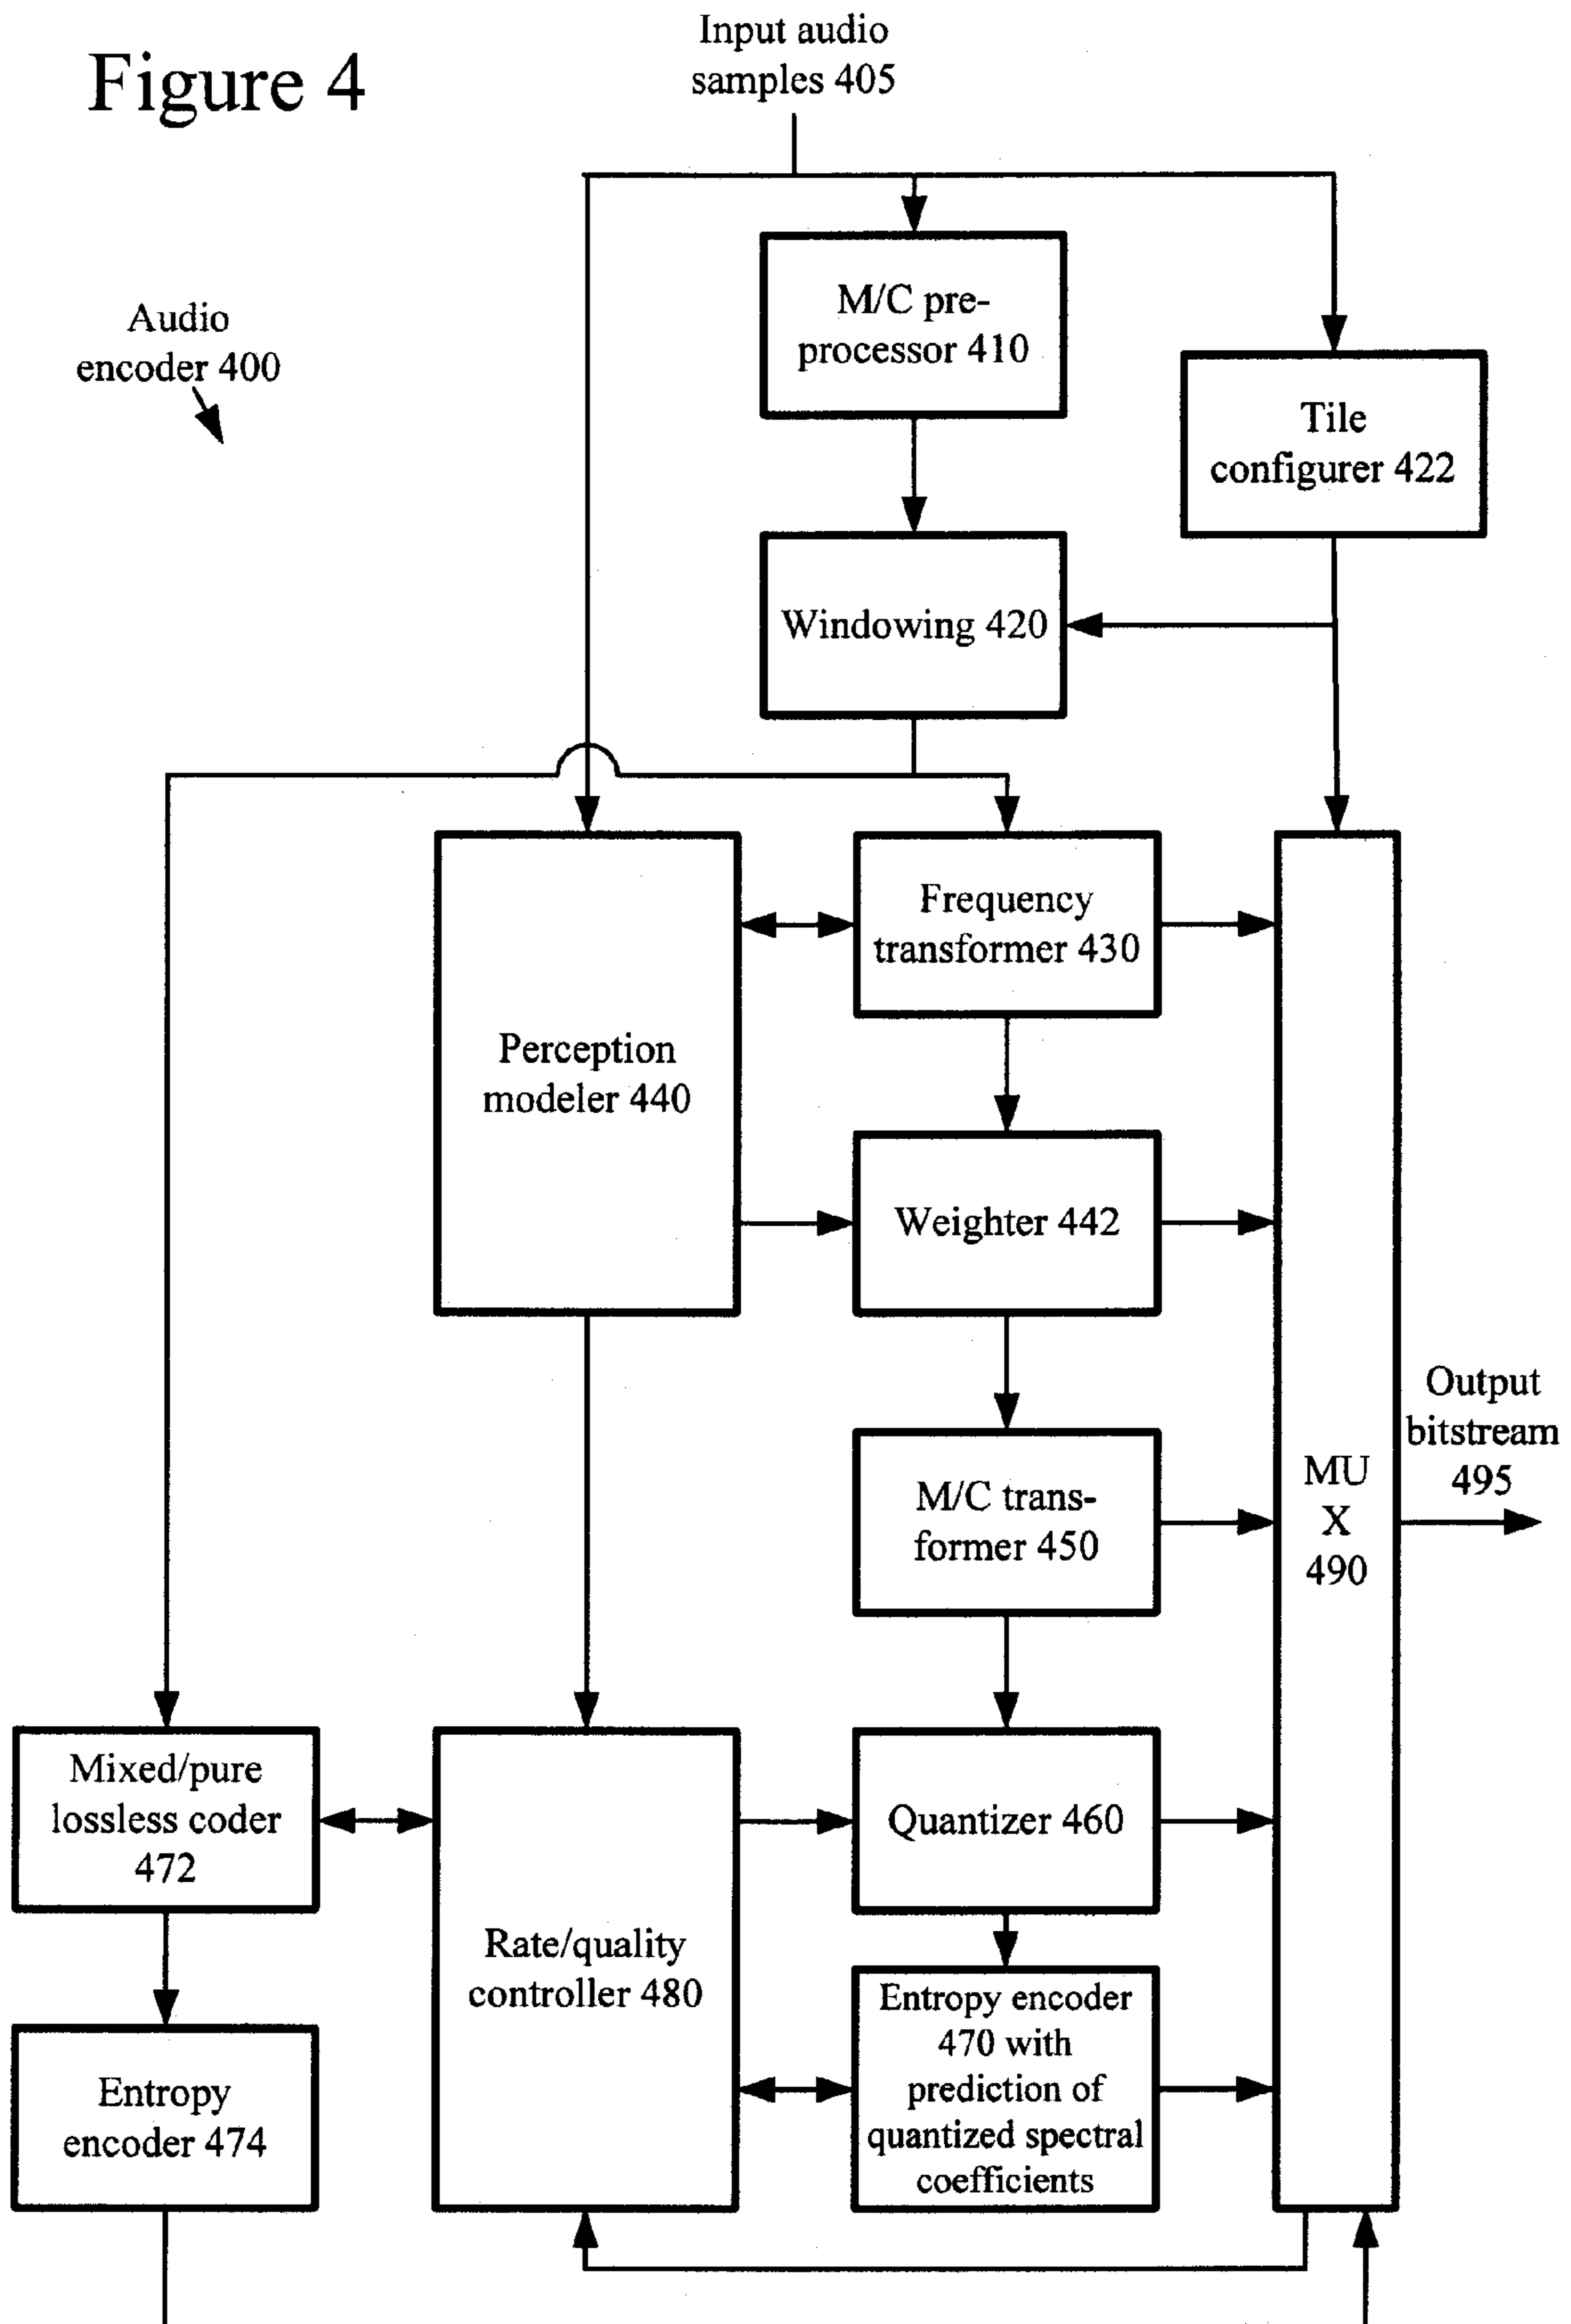 Figure 4
Input audio
samples 405
Audio
encoder 400
M/C pre-
processor 410
Tile
configurer 422
Windowing 420
Perception
modeler 440
Frequency
transformer 430
Weighter 442
M/C trans-
former 450
MU
X
490
Output
bitstream
495
Mixed/pure
lossless coder
472
Rate/quality
controller 480
Quantizer 460
Entropy
encoder 474
Entropy encoder
470 with
prediction of
quantized spectral
coefficients